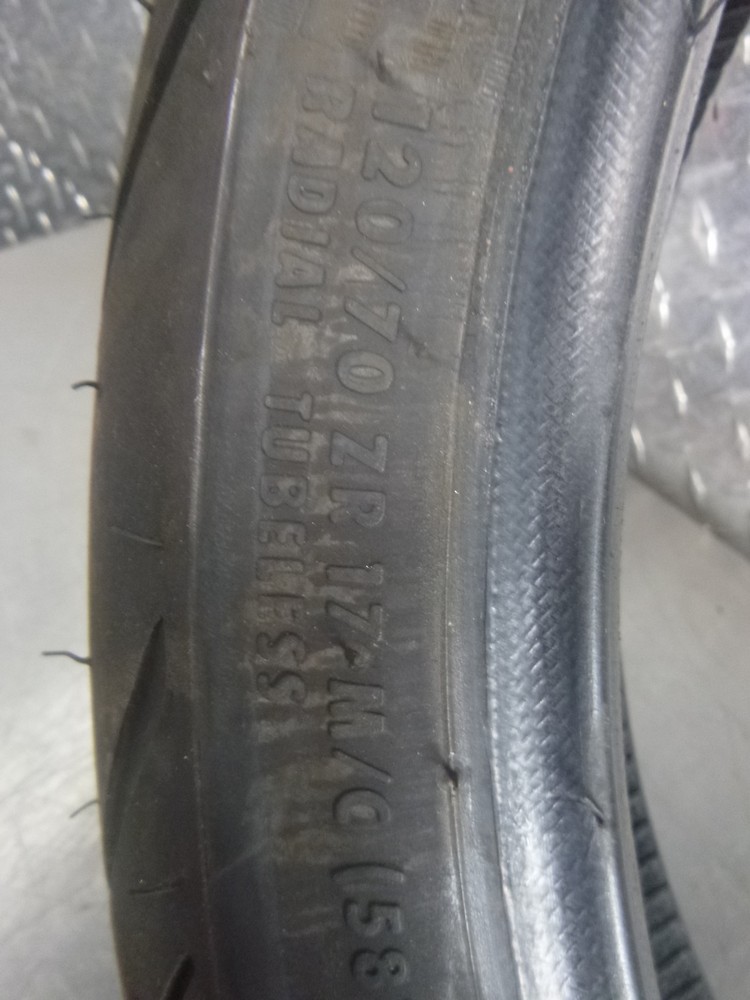 120/70 ZR 17 M/C (58
RADIAL TUBELESS